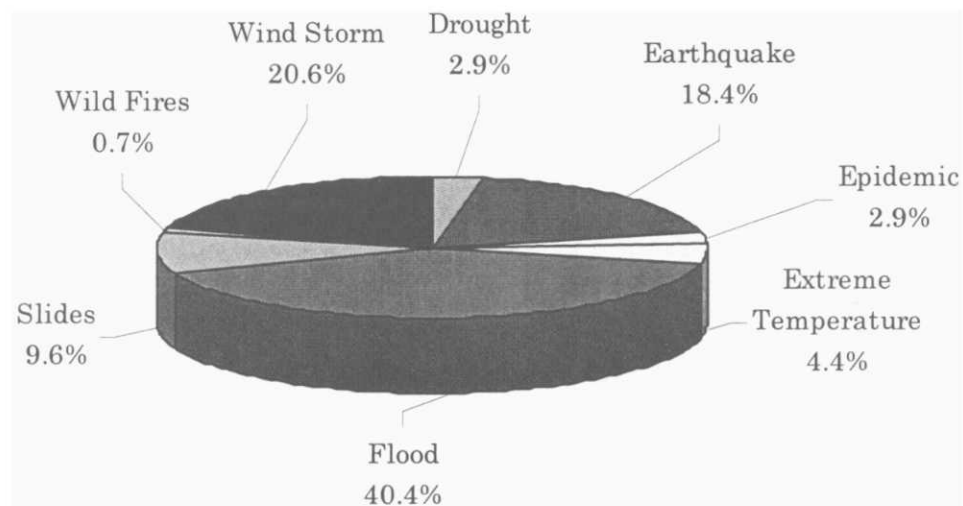 Drought
2.9%
Wind Storm
20.6%
Earthquake
18.4%
Wild Fires
0.7%
Epidemic
2.9%
Extreme
Temperature
4.4%
Slides
9.6%
Flood
40.4%